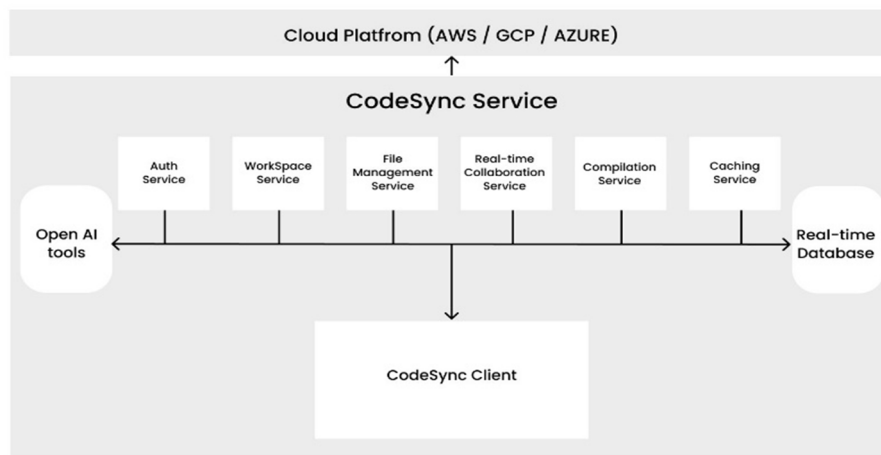 Cloud Platfrom (AWS / GCP / AZURE)
CodeSync Service
Auth
Service
WorkSpace
Service
File
Management
Service
Real-time
Collaboration
Service
Compilation
Service
Caching
Service
Open AI
tools
Real-time
Database
CodeSync Client